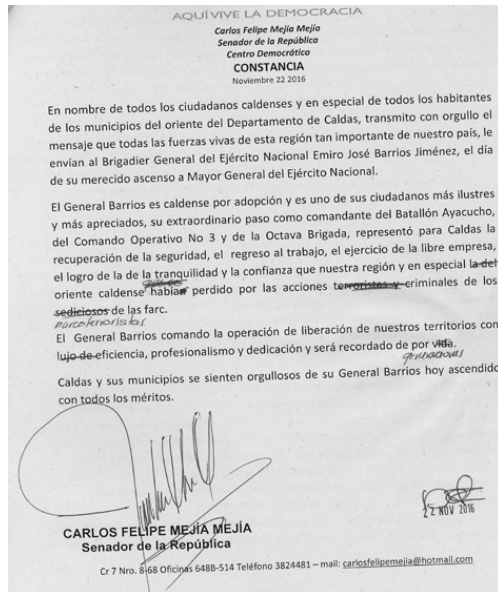 AQUÍ VIVE LA DEMOCRACIA
Carlos Felipe Mejía Mejía
Senador de la República
Centro Democrático
CONSTANCIA
Noviembre 22 2016
En nombre de todos los ciudadanos caldenses y en especial de todos los habitantes
de los municipios del oriente del Departamento de Caldas, transmito con orgullo el
mensaje que todas las fuerzas vivas de esta región tan importante de nuestro país, le
envían al Brigadier General del Ejército Nacional Emiro José Barrios Jiménez, el día
de su merecido ascenso a Mayor General del Ejército Nacional.
El General Barrios es caldense por adopción y es uno de sus ciudadanos más ilustres
y más apreciados, su extraordinario paso como comandante del Batallón Ayacucho,
del Comando Operativo No 3 y de la Octava Brigada, representó para Caldas la
recuperación de la seguridad, el regreso al trabajo, el ejercicio de la libre empresa,
el logro de la de la tranquilidad y la confianza que nuestra región y en especial la del
oriente caldense habían perdido por las acciones terroristas y criminales de los
sediciosos de las farc.
narcoterroristas
El General Barrios comando la operación de liberación de nuestros territorios con
lujo de eficiencia, profesionalismo y dedicación y será recordado de por vida.
generaciones
Caldas y sus municipios se sienten orgullosos de su General Barrios hoy ascendido
con todos los méritos.
22 NOV 2016
CARLOS FELIPE MEJÍA MEJÍA
Senador de la República
Cr 7 Nro. 8-68 Oficinas 648B-514 Teléfono 3824481 – mail: carlosfelipemejia@hotmail.com